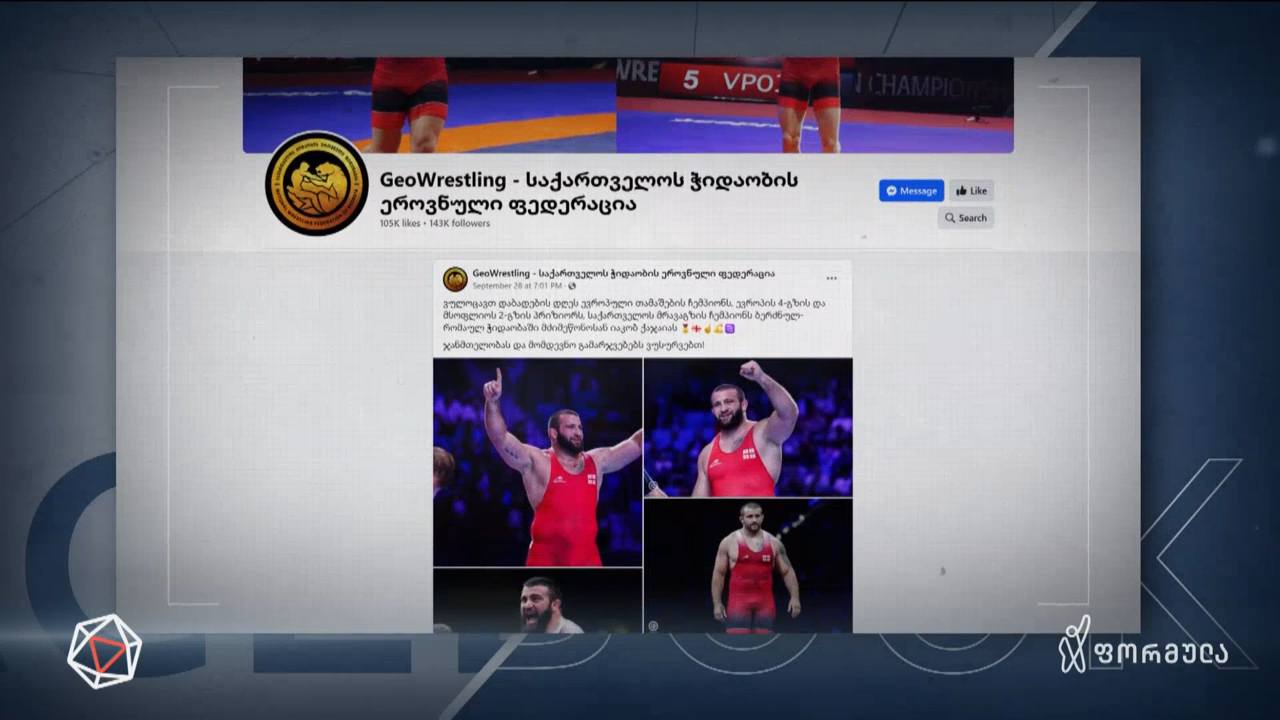 WRE
5 VPO1
N CHAMPION
GeoWrestling - საქართველოს ჭიდაობის
ეროვნული ფედერაცია
105K likes • 143K followers
Message
Like
Search
GeoWrestling - საქართველოს ჭიდაობის ეროვნული ფედერაცია
September 28 at 7:01 PM
ვულოცავთ დაბადების დღეს ევროპული თამაშების ჩემპიონს, ევროპის 4-გზის და
მსოფლიოს 2-გზის პრიზიორს, საქართველოს მრავაგზის ჩემპიონს ბერძნულ-
რომაულ ჭიდაობაში მძიმეწონოსან იაკობ ქაჯაიას
ჯანმთელობას და მომდევნო გამარჯვებებს ვუსურვებთ!
ფორმულა